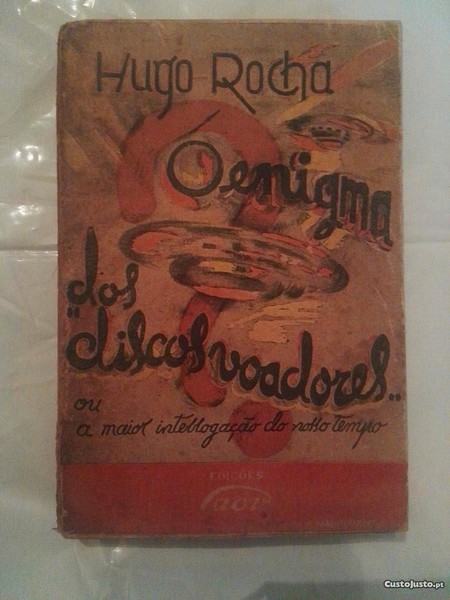 Hugo Rocha
O enigma
dos
"discos voadores"
ou
a maior interrogação do nosso tempo
EDIÇÕES
CustoJusto.pt